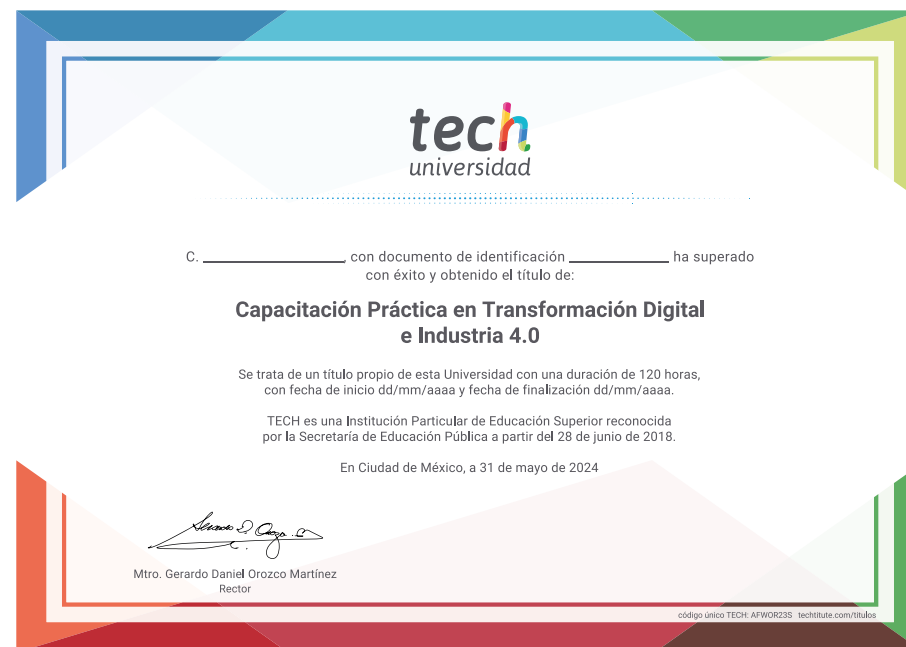 tech
universidad
C. ____________, con documento de identificación ____________ ha superado
con éxito y obtenido el título de:
Capacitación Práctica en Transformación Digital
e Industria 4.0
Se trata de un título propio de esta Universidad con una duración de 120 horas,
con fecha de inicio dd/mm/aaaa y fecha de finalización dd/mm/aaaa.
TECH es una Institución Particular de Educación Superior reconocida
por la Secretaría de Educación Pública a partir del 28 de junio de 2018.
En Ciudad de México, a 31 de mayo de 2024
Mtro. Gerardo Daniel Orozco Martínez
Rector
código único TECH: AFWOR23S techtitute.com/titulos